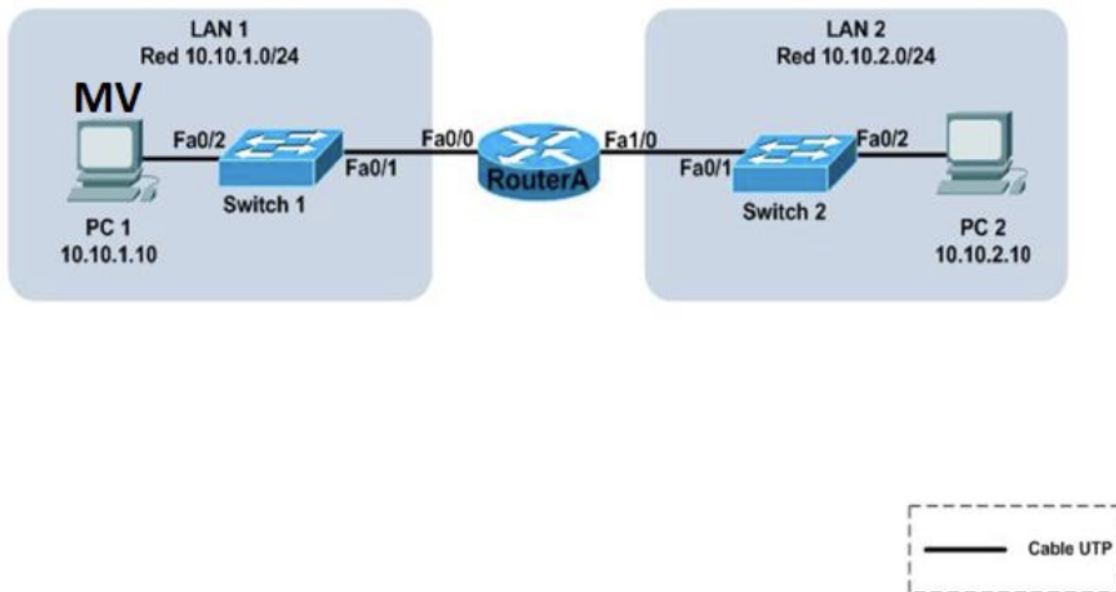 LAN 1
Red 10.10.1.0/24
MV
Fa0/2
Fa0/1
Switch 1
PC 1
10.10.1.10
Fa0/0
RouterA
Fa1/0
LAN 2
Red 10.10.2.0/24
Fa0/1
Fa0/2
Switch 2
PC 2
10.10.2.10
Cable UTP